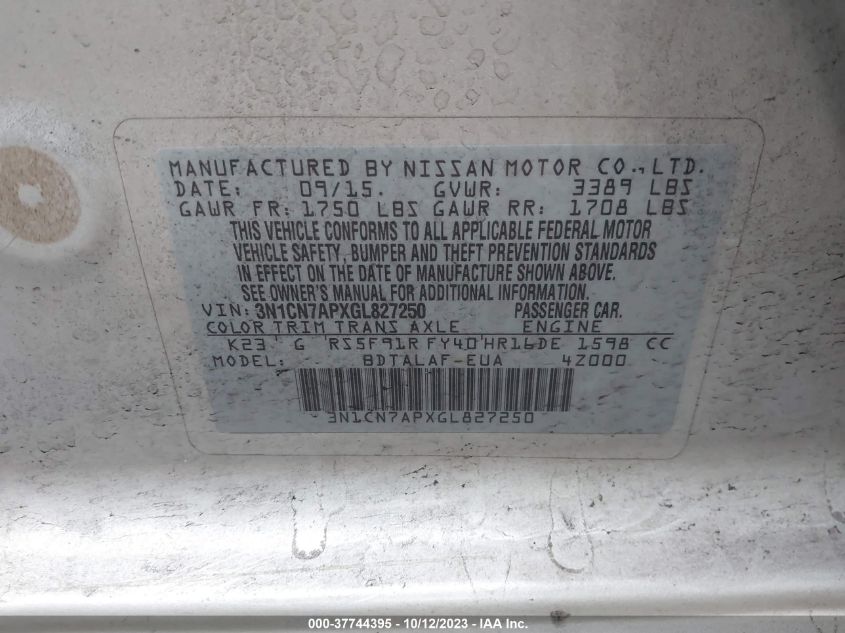 MANUFACTURED BY NISSAN MOTOR CO., LTD.
DATE: 09/15. GVWR: 3389 LBS
GAWR FR: 1750 LBS GAWR RR: 1708 LBS
THIS VEHICLE CONFORMS TO ALL APPLICABLE FEDERAL MOTOR
VEHICLE SAFETY, BUMPER AND THEFT PREVENTION STANDARDS
IN EFFECT ON THE DATE OF MANUFACTURE SHOWN ABOVE.
SEE OWNER'S MANUAL FOR ADDITIONAL INFORMATION.
VIN: 3N1CN7APXGL827250 PASSENGER CAR.
COLOR TRIM TRANS AXLE ENGINE
K23 G RS5F91R FY40 HR16DE 1598 CC
MODEL: BDTALAF-EUA 4Z000
3N1CN7APXGL827250
000-37744395 - 10/12/2023 - IAA Inc.